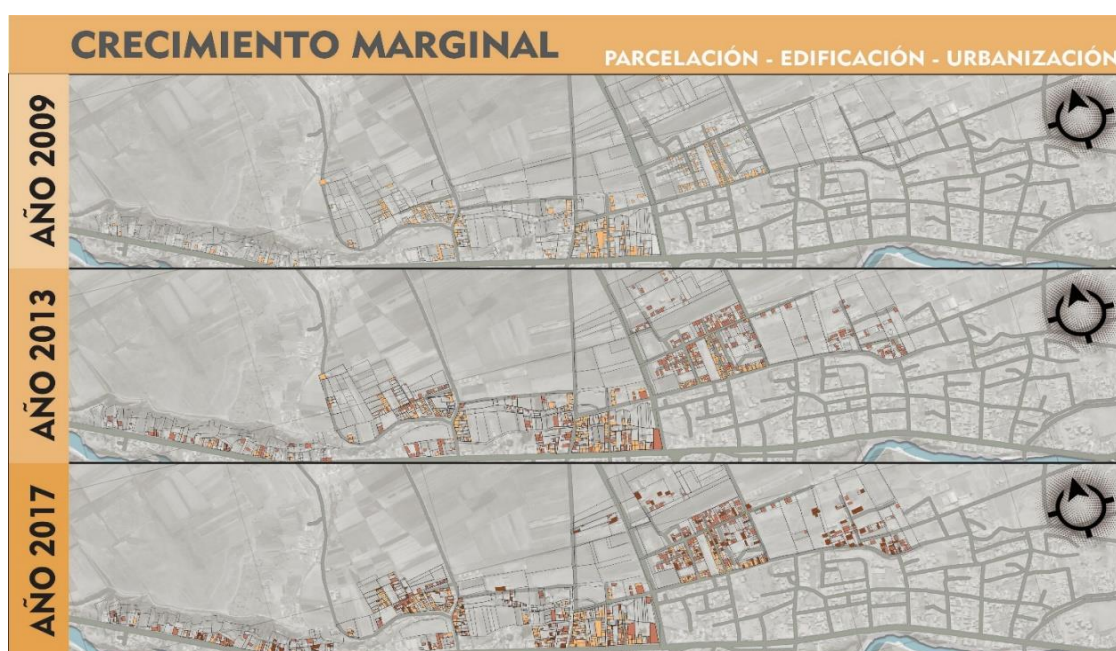 CRECIMIENTO MARGINAL
PARCELACIÓN - EDIFICACIÓN - URBANIZACIÓN
AÑO 2009
AÑO 2013
AÑO 2017